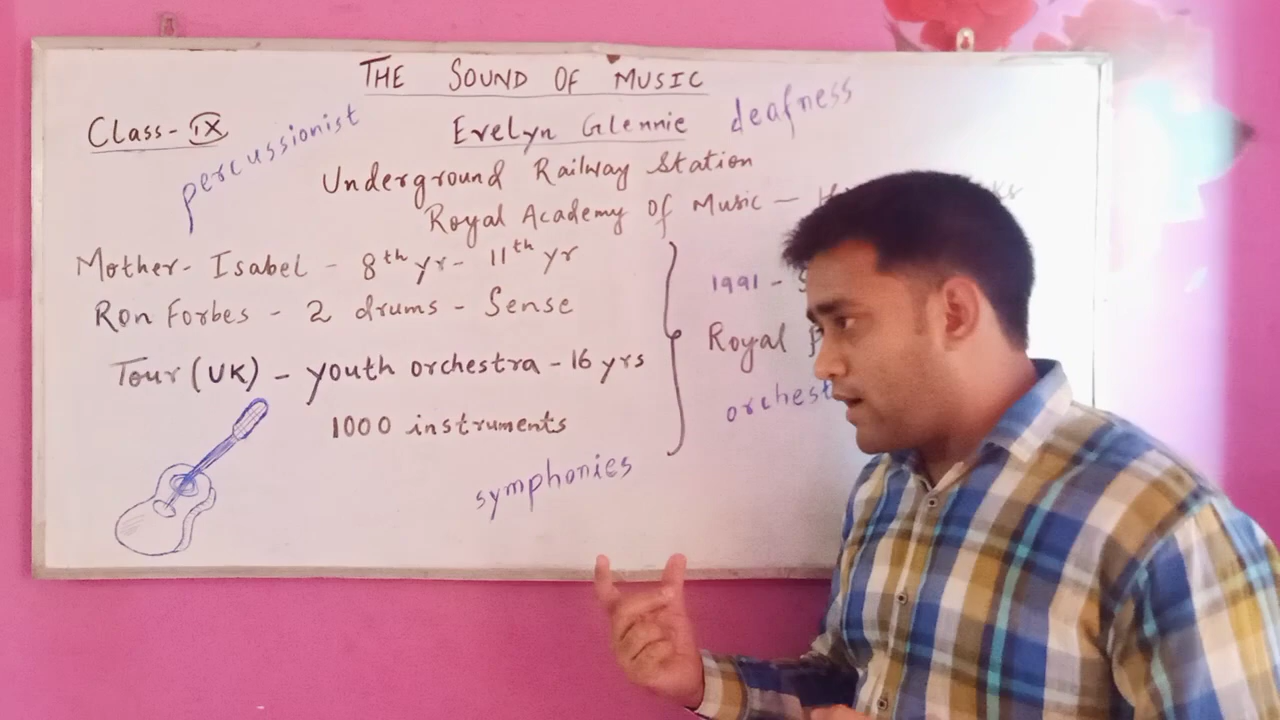 THE SOUND OF MUSIC
Class- IX
percussionist
Evelyn Glennie
deafness
Underground Railway Station
Royal Academy Of Music —
Mother- Isabel - 8th yr- 11th yr
Ron Forbes - 2 drums - Sense
Tour (UK) - youth orchestra - 16 yrs
1000 instruments
symphonies
1991 -
Royal